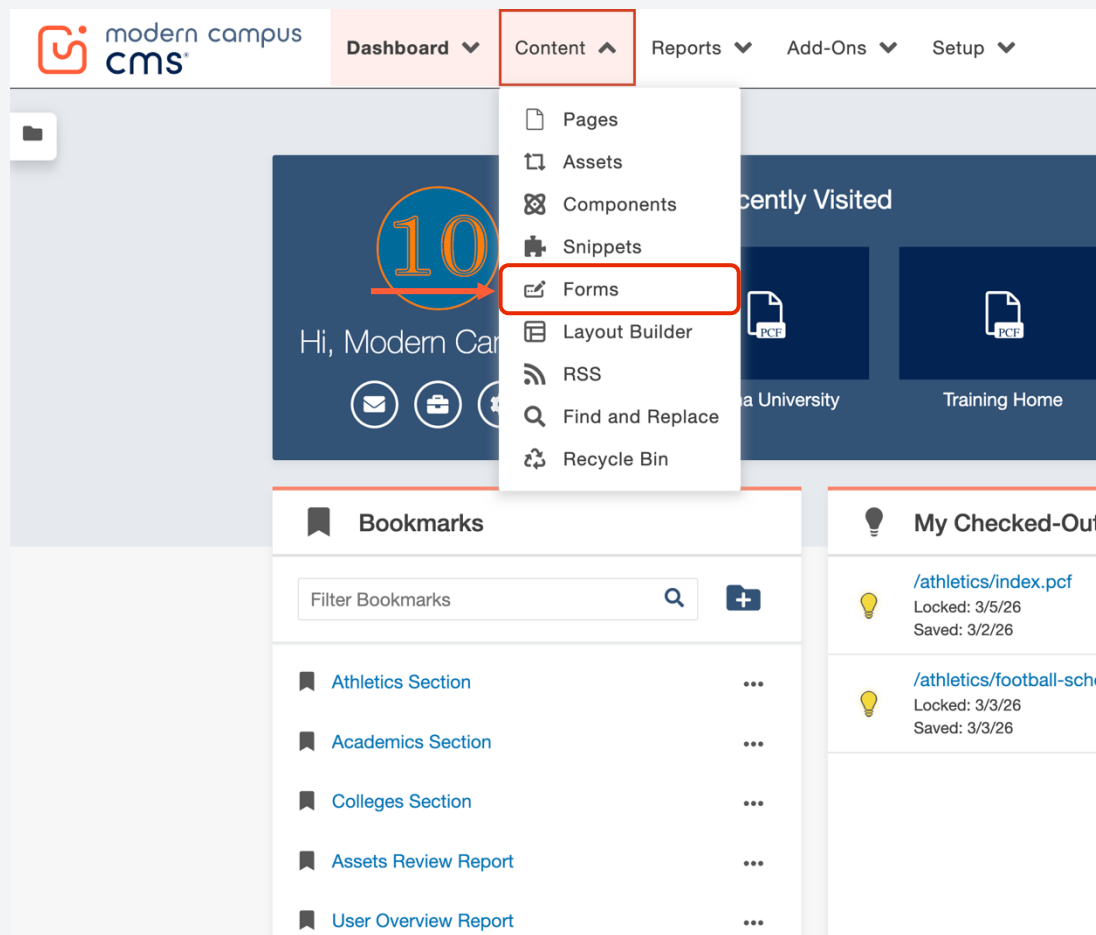 modern campus
cms®
Dashboard
Content
Reports
Add-Ons
Setup
Pages
Assets
Components
Snippets
Forms
Layout Builder
RSS
Find and Replace
Recycle Bin
10
Hi, Modern
Visited
PCF
University
PCF
Training Home
Bookmarks
Filter Bookmarks
Athletics Section
Academics Section
Colleges Section
Assets Review Report
User Overview Report
My Checked-Out
/athletics/index.pcf
Locked: 3/5/26
Saved: 3/2/26
/athletics/football-sch
Locked: 3/3/26
Saved: 3/3/26